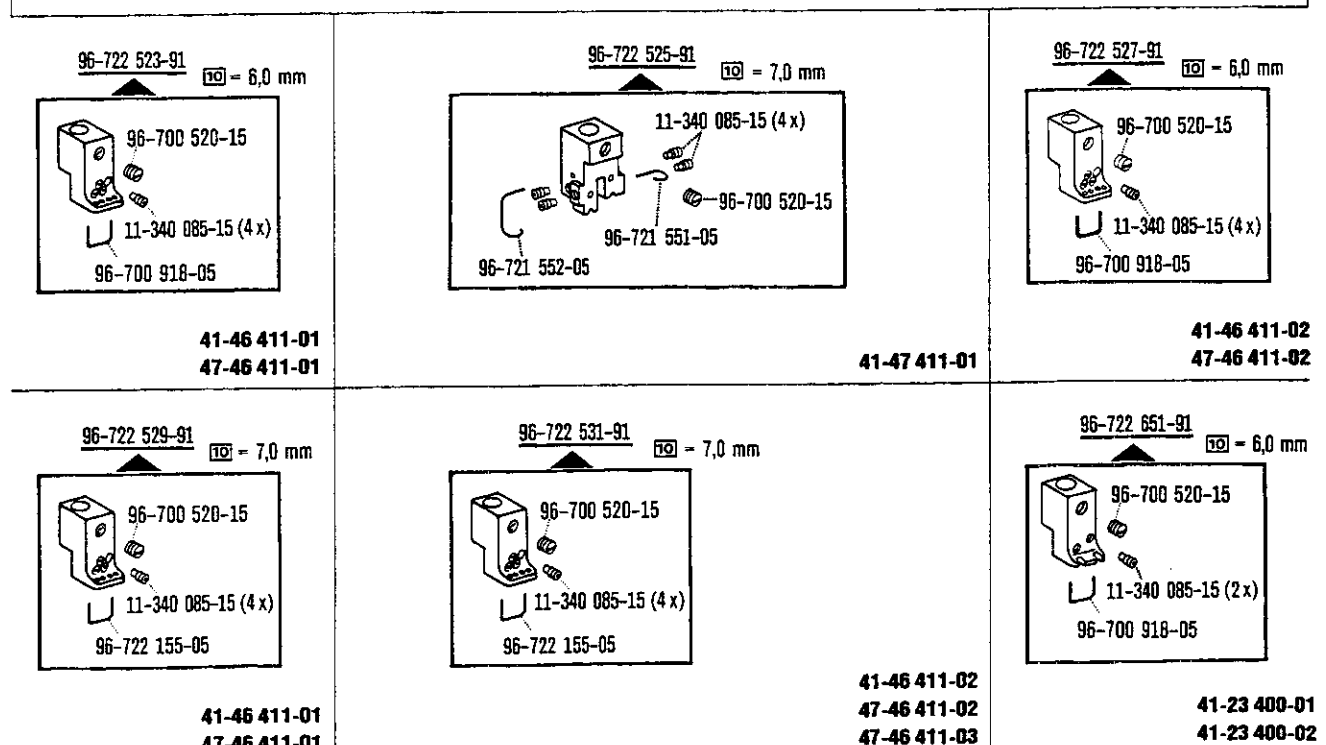 96-722 523-91
10 = 6,0 mm
96-700 520-15
11-340 085-15 (4 x)
96-700 918-05
41-46 411-01
47-46 411-01
96-722 525-91
10 = 7,0 mm
11-340 085-15 (4 x)
96-700 520-15
96-721 551-05
96-721 552-05
41-47 411-01
96-722 527-91
10 = 6,0 mm
96-700 520-15
11-340 085-15 (4 x)
96-700 918-05
41-46 411-02
47-46 411-02
96-722 529-91
10 = 7,0 mm
96-700 520-15
11-340 085-15 (4 x)
96-722 155-05
41-46 411-01
47-46 411-01
96-722 531-91
10 = 7,0 mm
96-700 520-15
11-340 085-15 (4 x)
96-722 155-05
41-46 411-02
47-46 411-02
47-46 411-03
96-722 651-91
10 = 6,0 mm
96-700 520-15
11-340 085-15 (2 x)
96-700 918-05
41-23 400-01
41-23 400-02